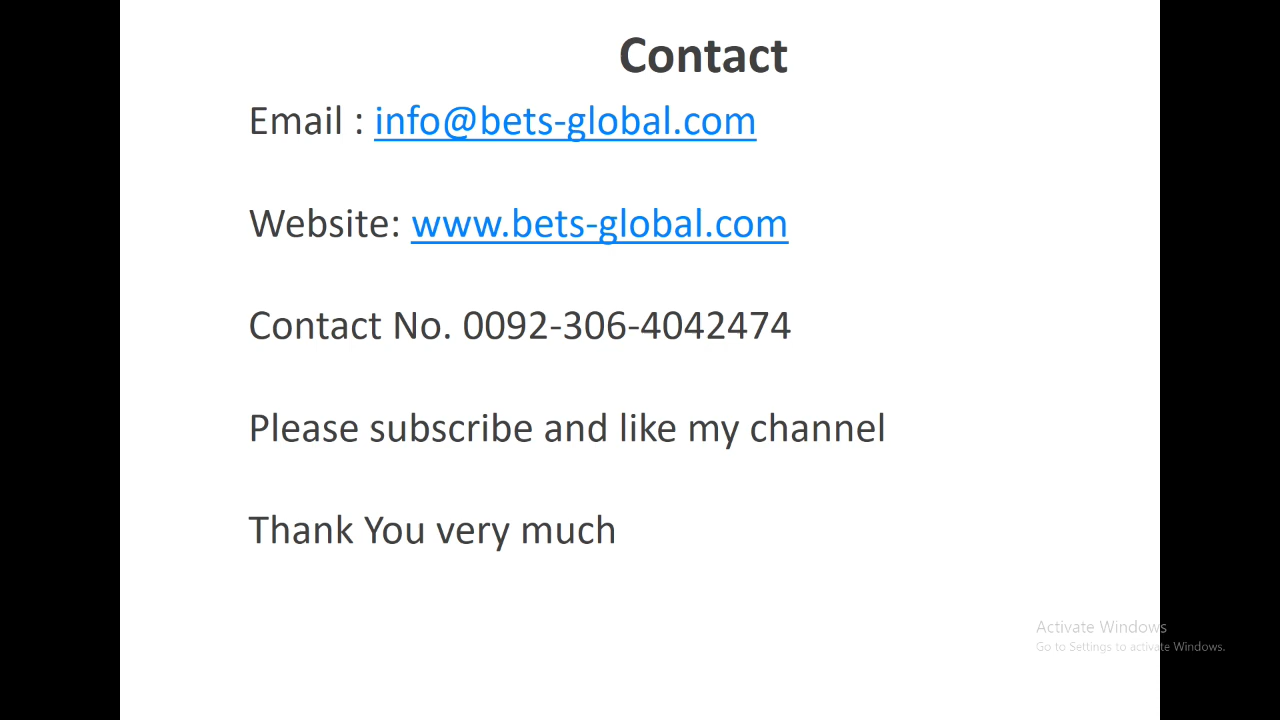 Contact
Email : info@bets-global.com
Website: www.bets-global.com
Contact No. 0092-306-4042474
Please subscribe and like my channel
Thank You very much
Activate Windows
Go to Settings to activate Windows.